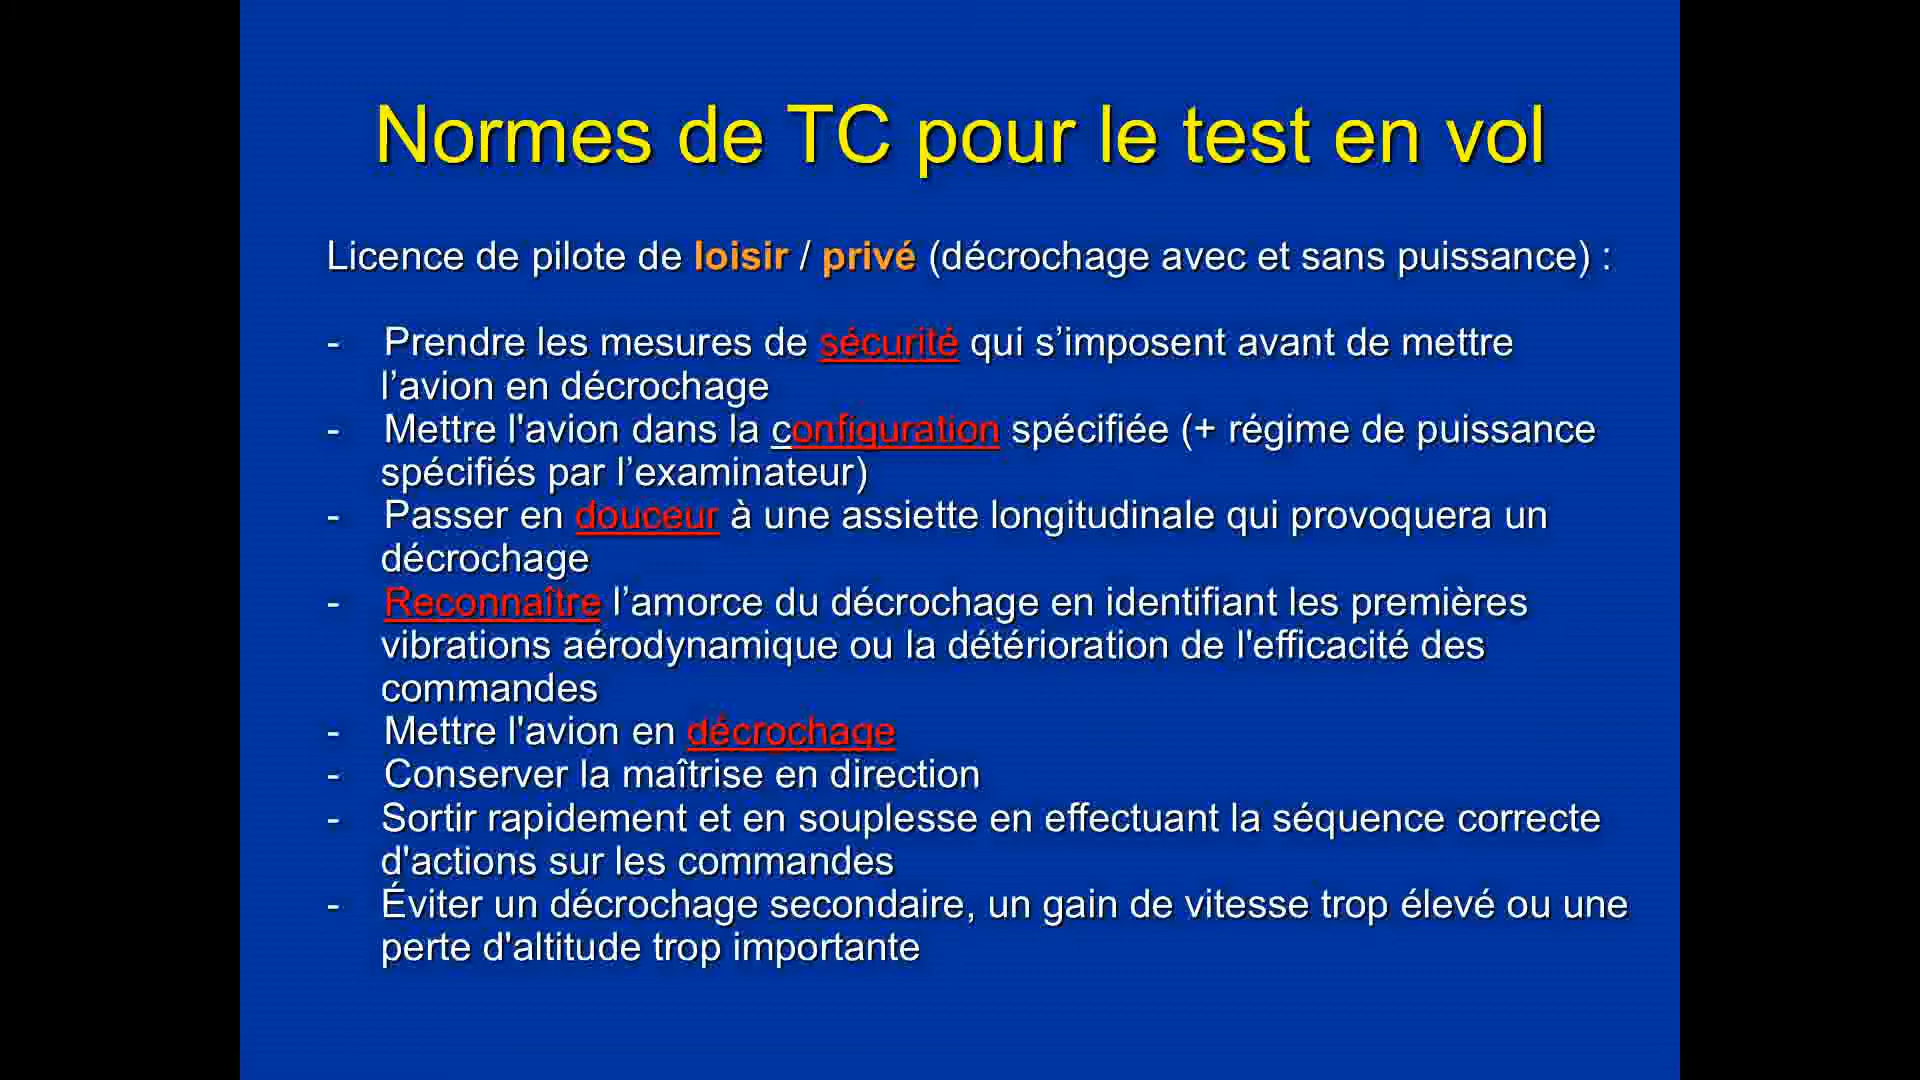 Normes de TC pour le test en vol
Licence de pilote de loisir / privé (décrochage avec et sans puissance) :
- Prendre les mesures de sécurité qui s’imposent avant de mettre
l’avion en décrochage
- Mettre l'avion dans la configuration spécifiée (+ régime de puissance
spécifiés par l’examinateur)
- Passer en douceur à une assiette longitudinale qui provoquera un
décrochage
- Reconnaître l’amorce du décrochage en identifiant les premières
vibrations aérodynamique ou la détérioration de l'efficacité des
commandes
- Mettre l'avion en décrochage
- Conserver la maîtrise en direction
- Sortir rapidement et en souplesse en effectuant la séquence correcte
d'actions sur les commandes
- Éviter un décrochage secondaire, un gain de vitesse trop élevé ou une
perte d'altitude trop importante